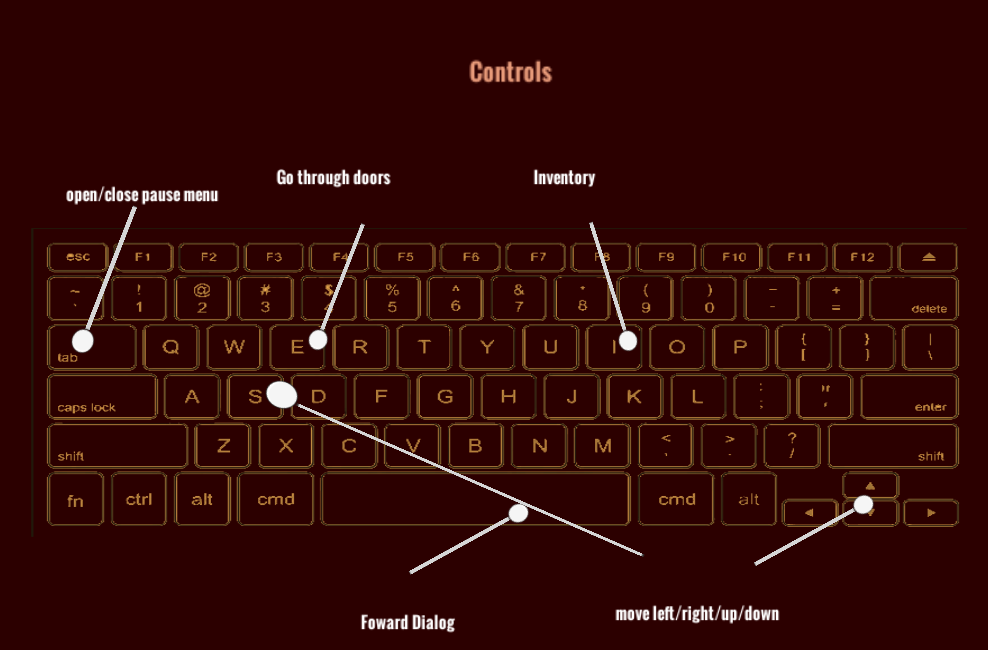 Controls
Go through doors
Inventory
open/close pause menu
esc F1 F2 F3 F4 F5 F6 F7 F8 F9 F10 F11 F12
~ ! @ # $ % ^ & * ( ) _ +
` 1 2 3 4 5 6 7 8 9 0 - = delete
tab Q W E R T Y U I O P { [ } ] | \
caps lock A S D F G H J K L : ; " ' enter
shift Z X C V B N M < , > . ? / shift
fn ctrl alt cmd cmd alt
move left/right/up/down
Foward Dialog